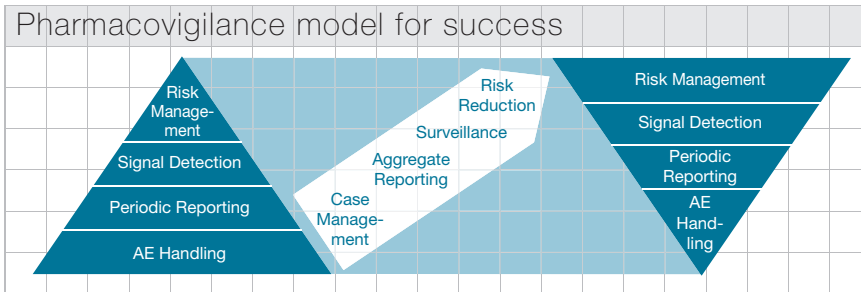 Pharmacovigilance model for success
Risk
Manage-
ment
Signal Detection
Periodic Reporting
AE Handling
Risk
Reduction
Surveillance
Aggregate
Reporting
Case
Manage-
ment
Risk Management
Signal Detection
Periodic
Reporting
AE
Hand-
ling